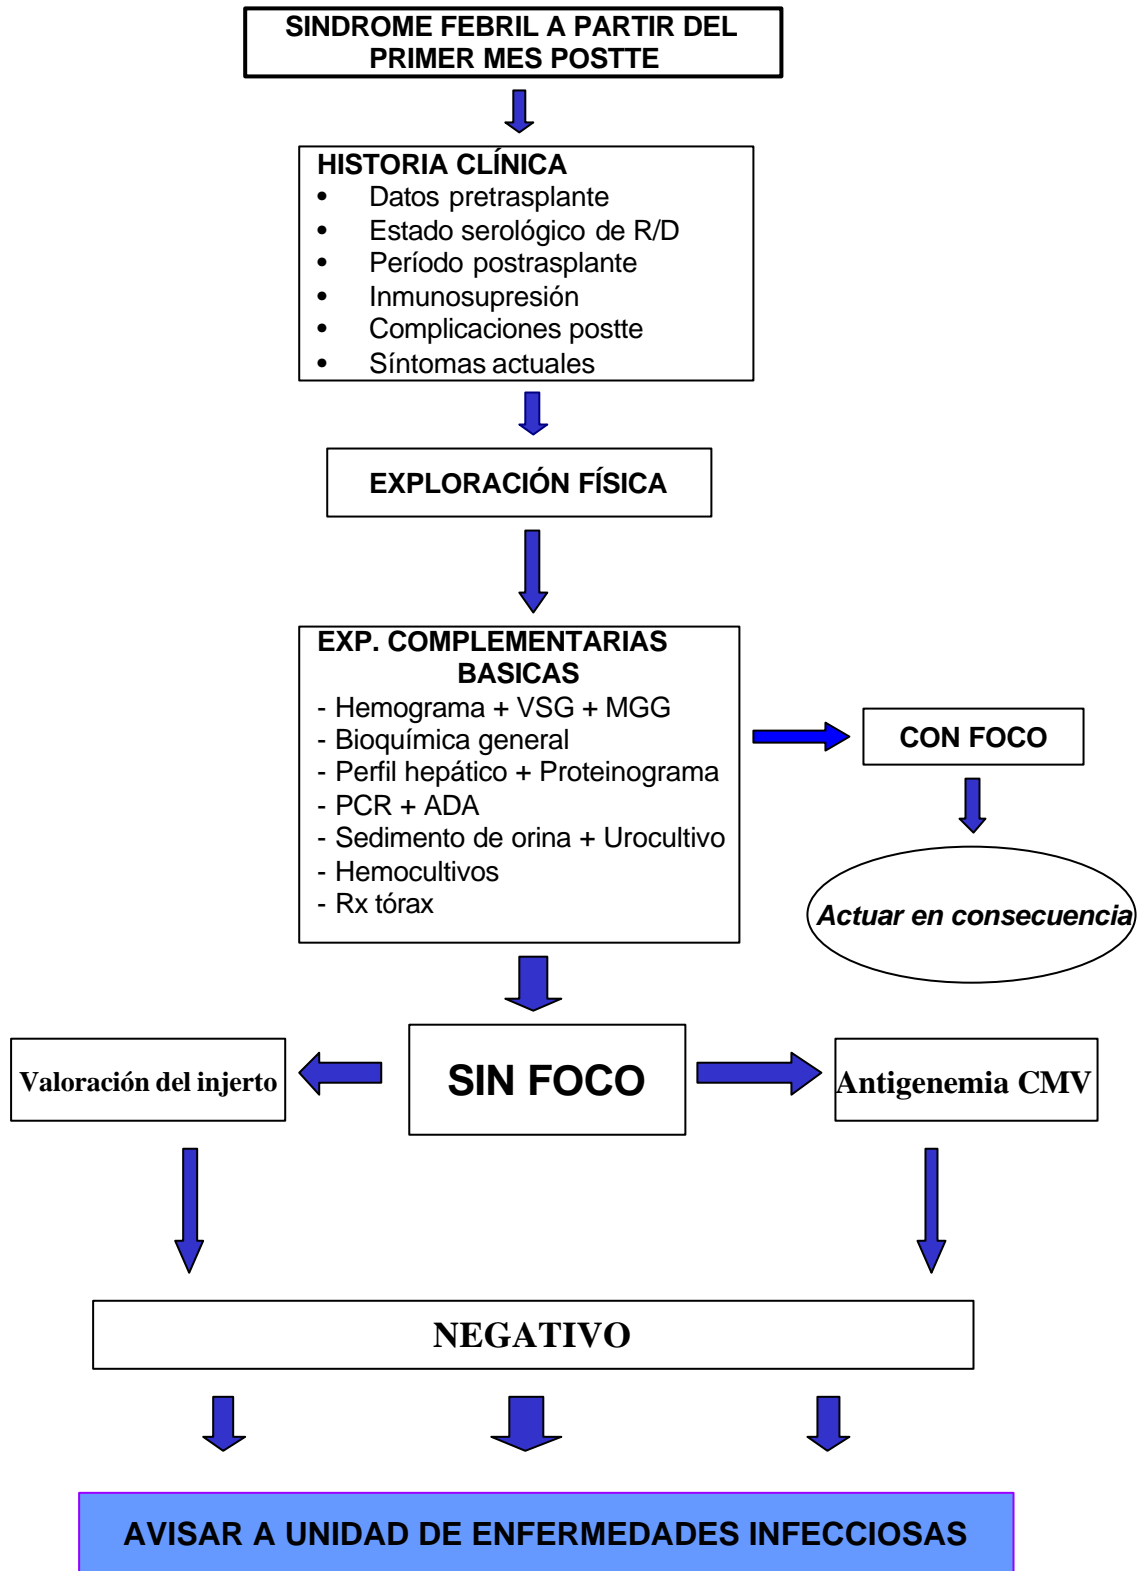 SINDROME FEBRIL A PARTIR DEL
PRIMER MES POSTTE
HISTORIA CLÍNICA
• Datos pretrasplante
• Estado serológico de R/D
• Período postrasplante
• Inmunosupresión
• Complicaciones postte
• Síntomas actuales
EXPLORACIÓN FÍSICA
EXP. COMPLEMENTARIAS
BASICAS
- Hemograma + VSG + MGG
- Bioquímica general
- Perfil hepático + Proteinograma
- PCR + ADA
- Sedimento de orina + Urocultivo
- Hemocultivos
- Rx tórax
CON FOCO
Actuar en consecuencia
Valoración del injerto
SIN FOCO
Antigenemia CMV
NEGATIVO
AVISAR A UNIDAD DE ENFERMEDADES INFECCIOSAS